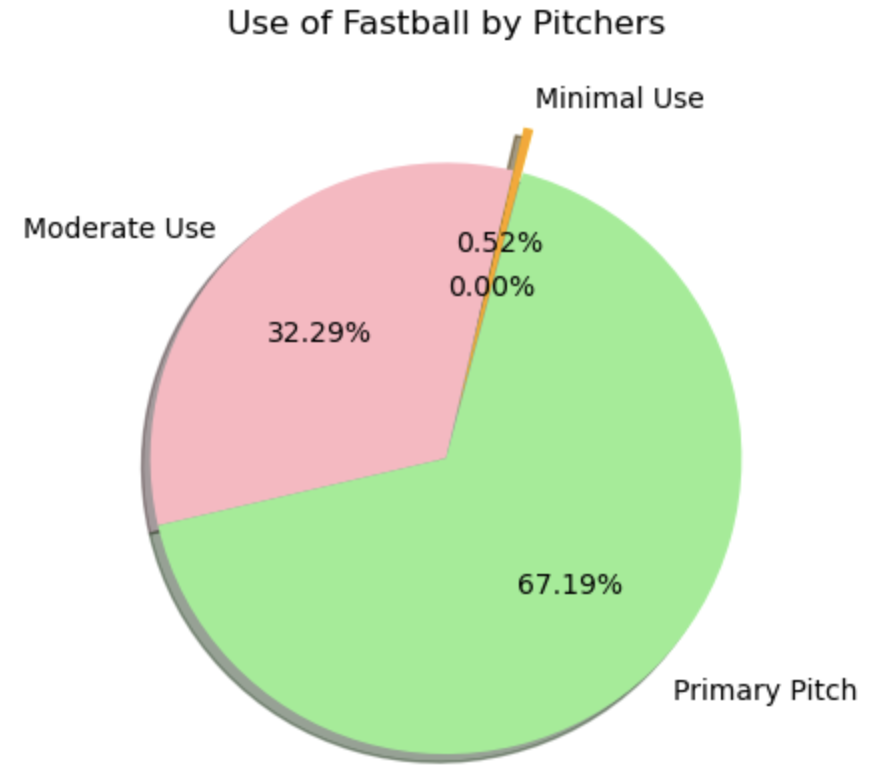 Use of Fastball by Pitchers
Minimal Use
Moderate Use
0.52%
0.00%
32.29%
67.19%
Primary Pitch